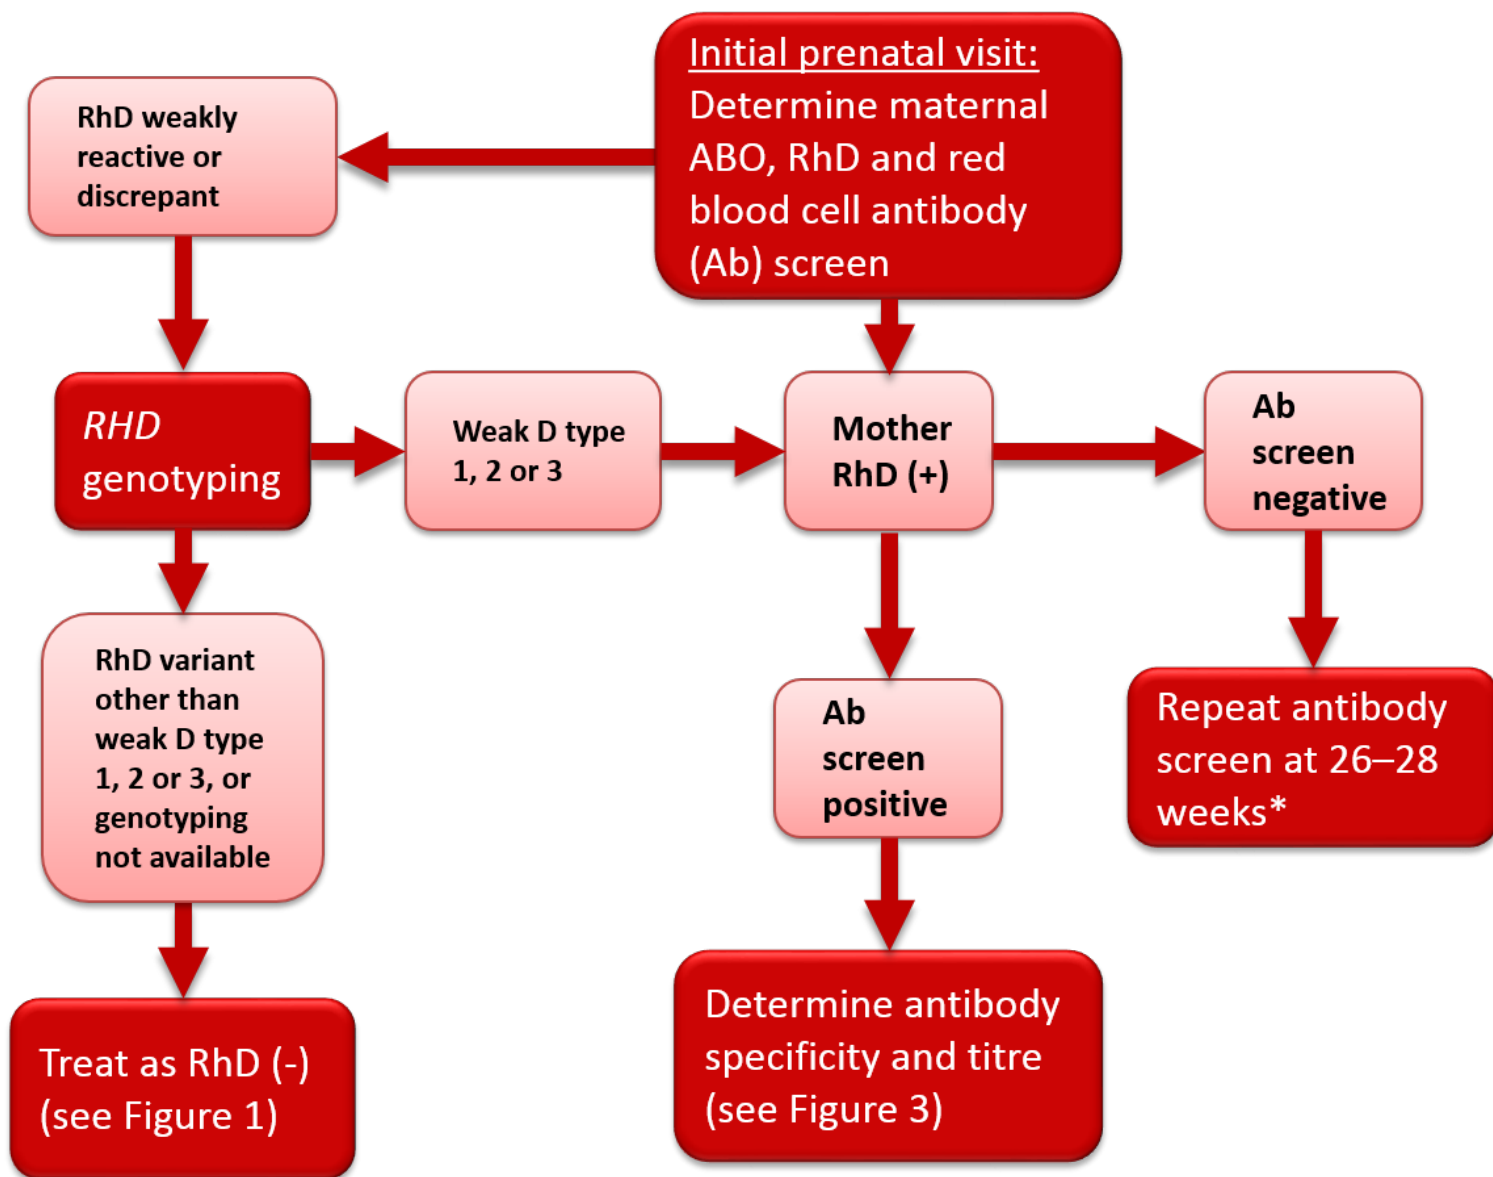 Initial prenatal visit:
Determine maternal
ABO, RhD and red
blood cell antibody
(Ab) screen
RhD weakly
reactive or
discrepant
RHD
genotyping
Weak D type
1, 2 or 3
Mother
RhD (+)
Ab
screen
negative
RhD variant
other than
weak D type
1, 2 or 3, or
genotyping
not available
Ab
screen
positive
Repeat antibody
screen at 26–28
weeks*
Treat as RhD (-)
(see Figure 1)
Determine antibody
specificity and titre
(see Figure 3)